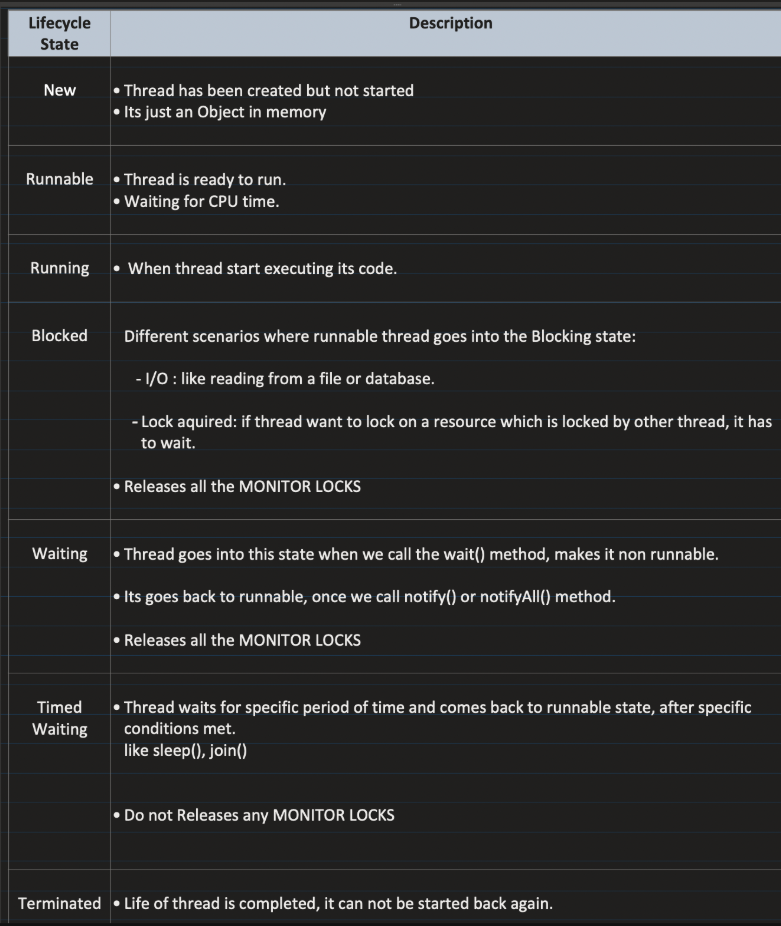 Lifecycle
State
Description
New
• Thread has been created but not started
• Its just an Object in memory
Runnable
• Thread is ready to run.
• Waiting for CPU time.
Running
• When thread start executing its code.
Blocked
Different scenarios where runnable thread goes into the Blocking state:
- I/O : like reading from a file or database.
- Lock aquired: if thread want to lock on a resource which is locked by other thread, it has
to wait.
• Releases all the MONITOR LOCKS
Waiting
• Thread goes into this state when we call the wait() method, makes it non runnable.
• Its goes back to runnable, once we call notify() or notifyAll() method.
• Releases all the MONITOR LOCKS
Timed
Waiting
• Thread waits for specific period of time and comes back to runnable state, after specific
conditions met.
like sleep(), join()
• Do not Releases any MONITOR LOCKS
Terminated
• Life of thread is completed, it can not be started back again.